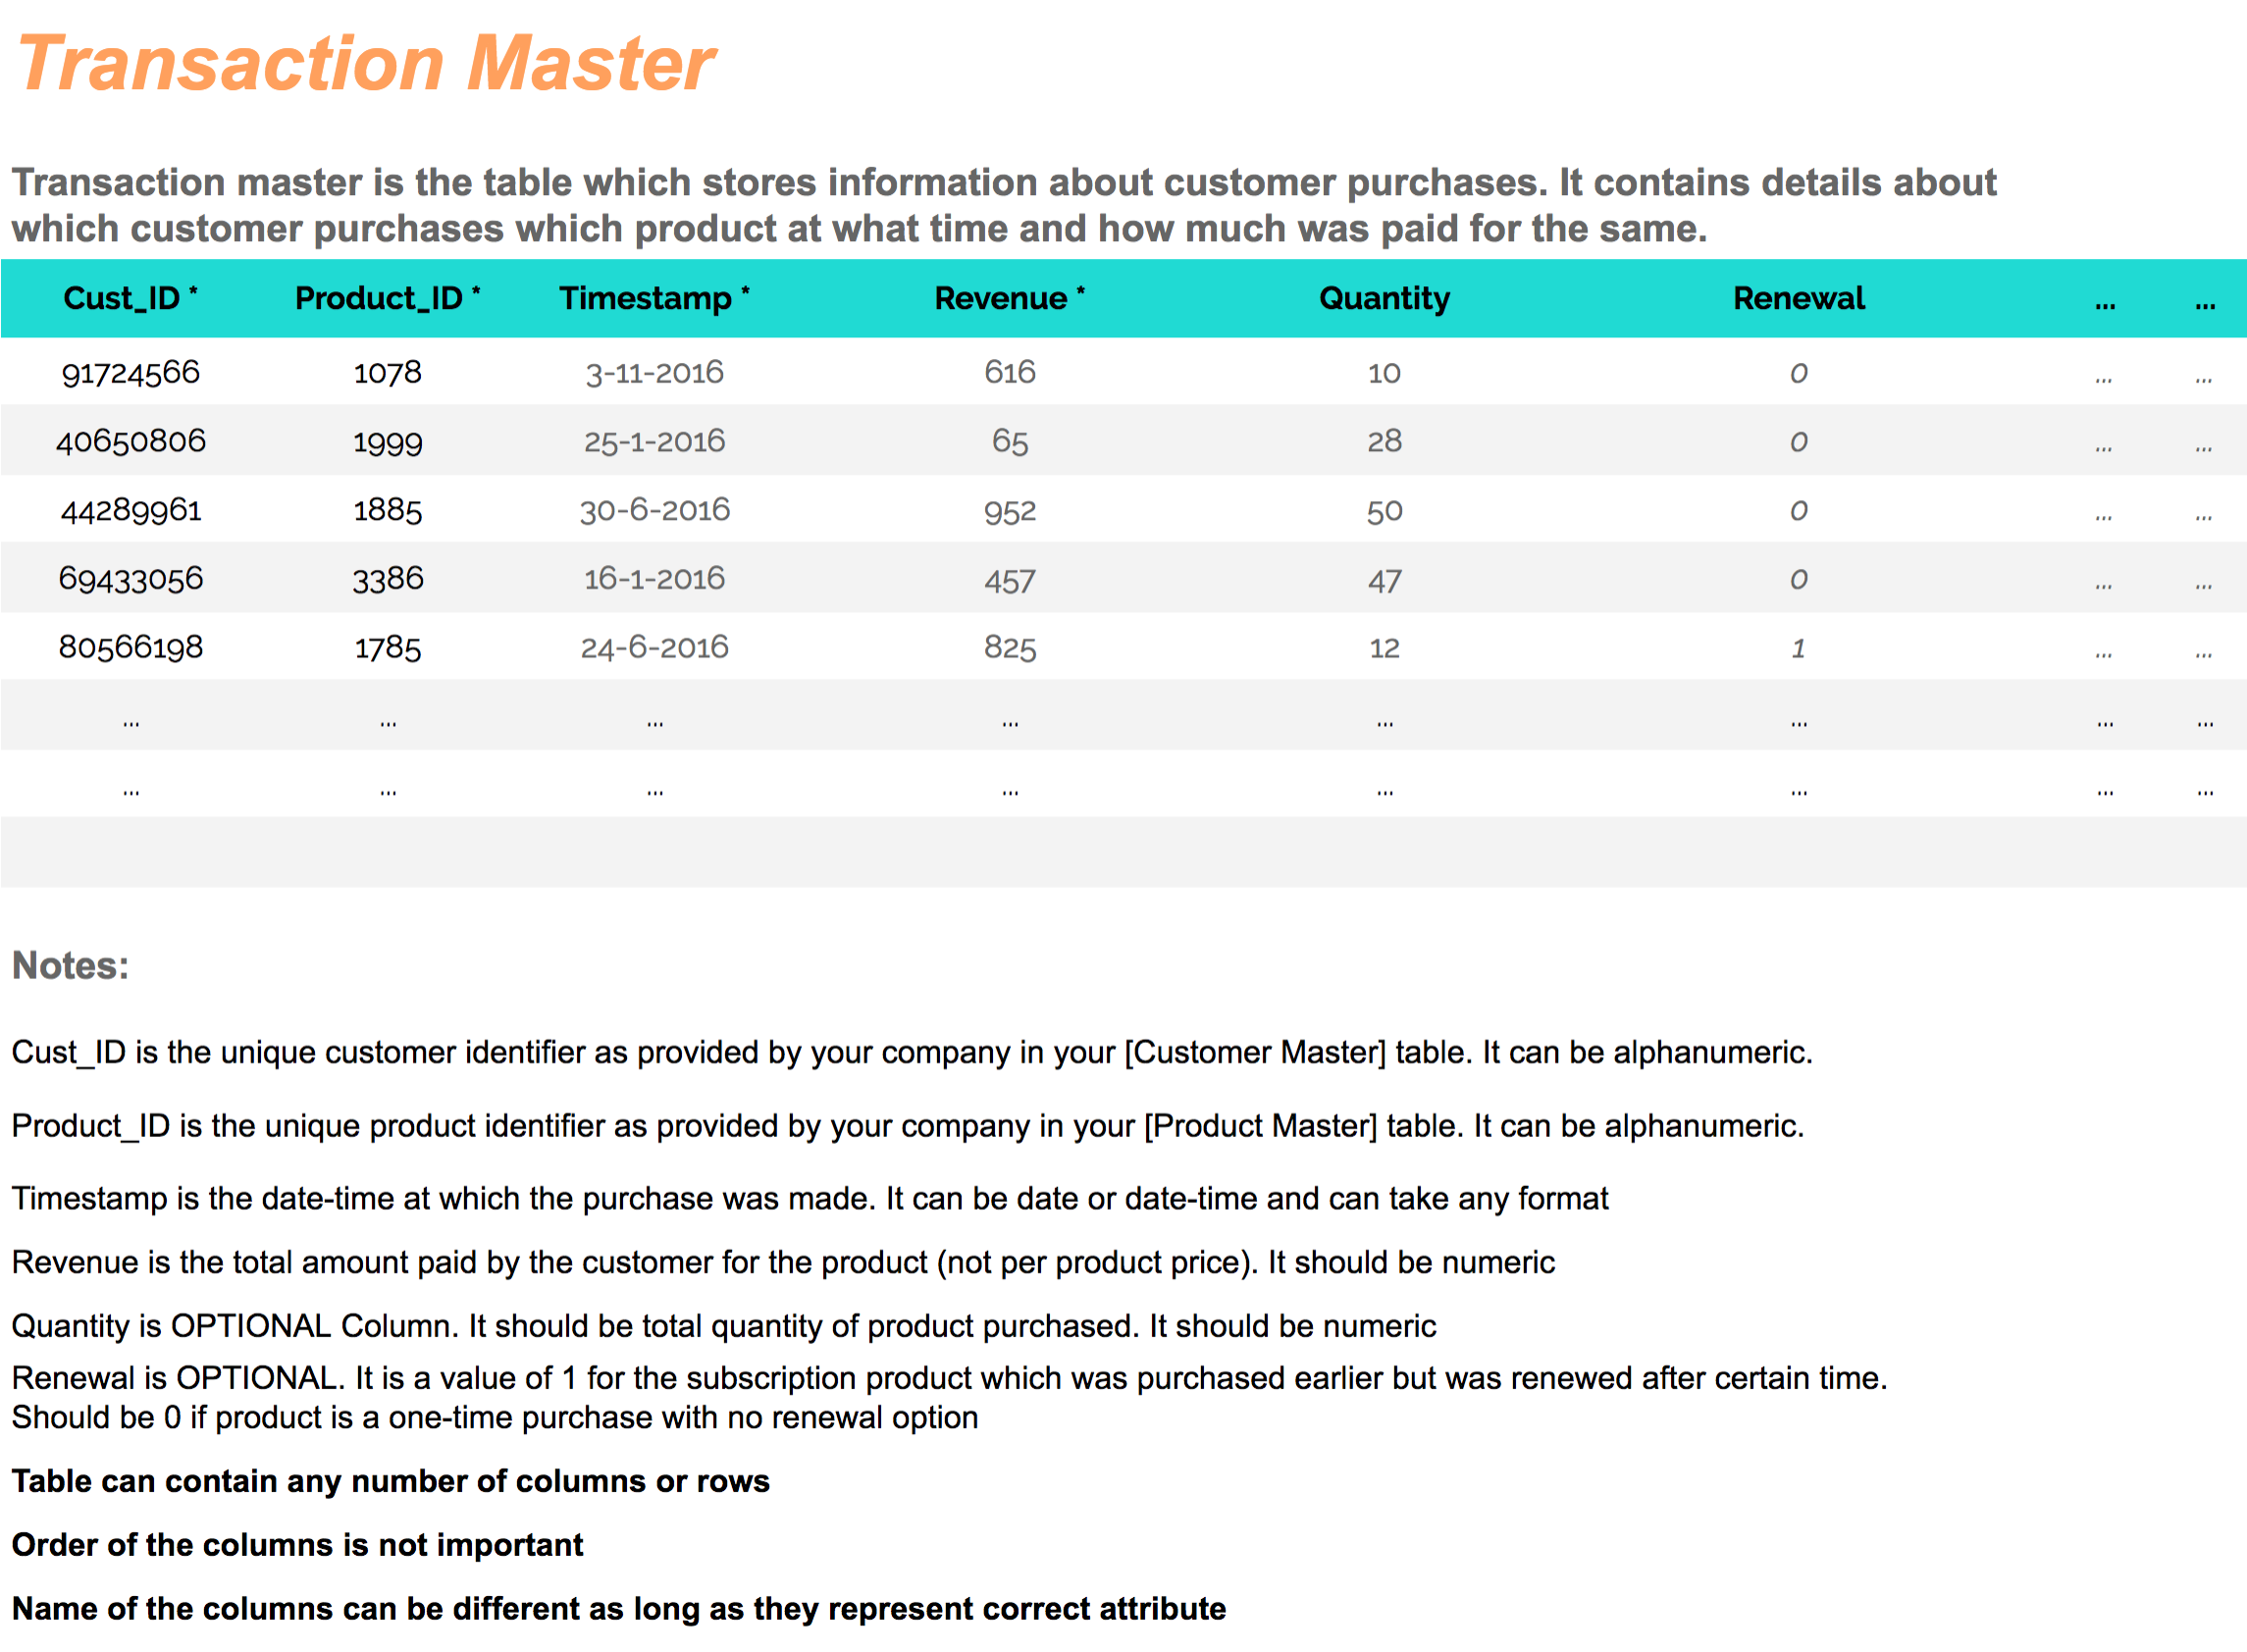 Transaction Master
Transaction master is the table which stores information about customer purchases. It contains details about
which customer purchases which product at what time and how much was paid for the same.
Cust_ID * Product_ID * Timestamp * Revenue * Quantity Renewal ... ...
91724566 1078 3-11-2016 616 10 0 ... ...
40650806 1999 25-1-2016 65 28 0 ... ...
44289961 1885 30-6-2016 952 50 0 ... ...
69433056 3386 16-1-2016 457 47 0 ... ...
80566198 1785 24-6-2016 825 12 1 ... ...
... ... ... ... ... ... ... ...
... ... ... ... ... ... ... ...
Notes:
Cust_ID is the unique customer identifier as provided by your company in your [Customer Master] table. It can be alphanumeric.
Product_ID is the unique product identifier as provided by your company in your [Product Master] table. It can be alphanumeric.
Timestamp is the date-time at which the purchase was made. It can be date or date-time and can take any format
Revenue is the total amount paid by the customer for the product (not per product price). It should be numeric
Quantity is OPTIONAL Column. It should be total quantity of product purchased. It should be numeric
Renewal is OPTIONAL. It is a value of 1 for the subscription product which was purchased earlier but was renewed after certain time.
Should be 0 if product is a one-time purchase with no renewal option
Table can contain any number of columns or rows
Order of the columns is not important
Name of the columns can be different as long as they represent correct attribute